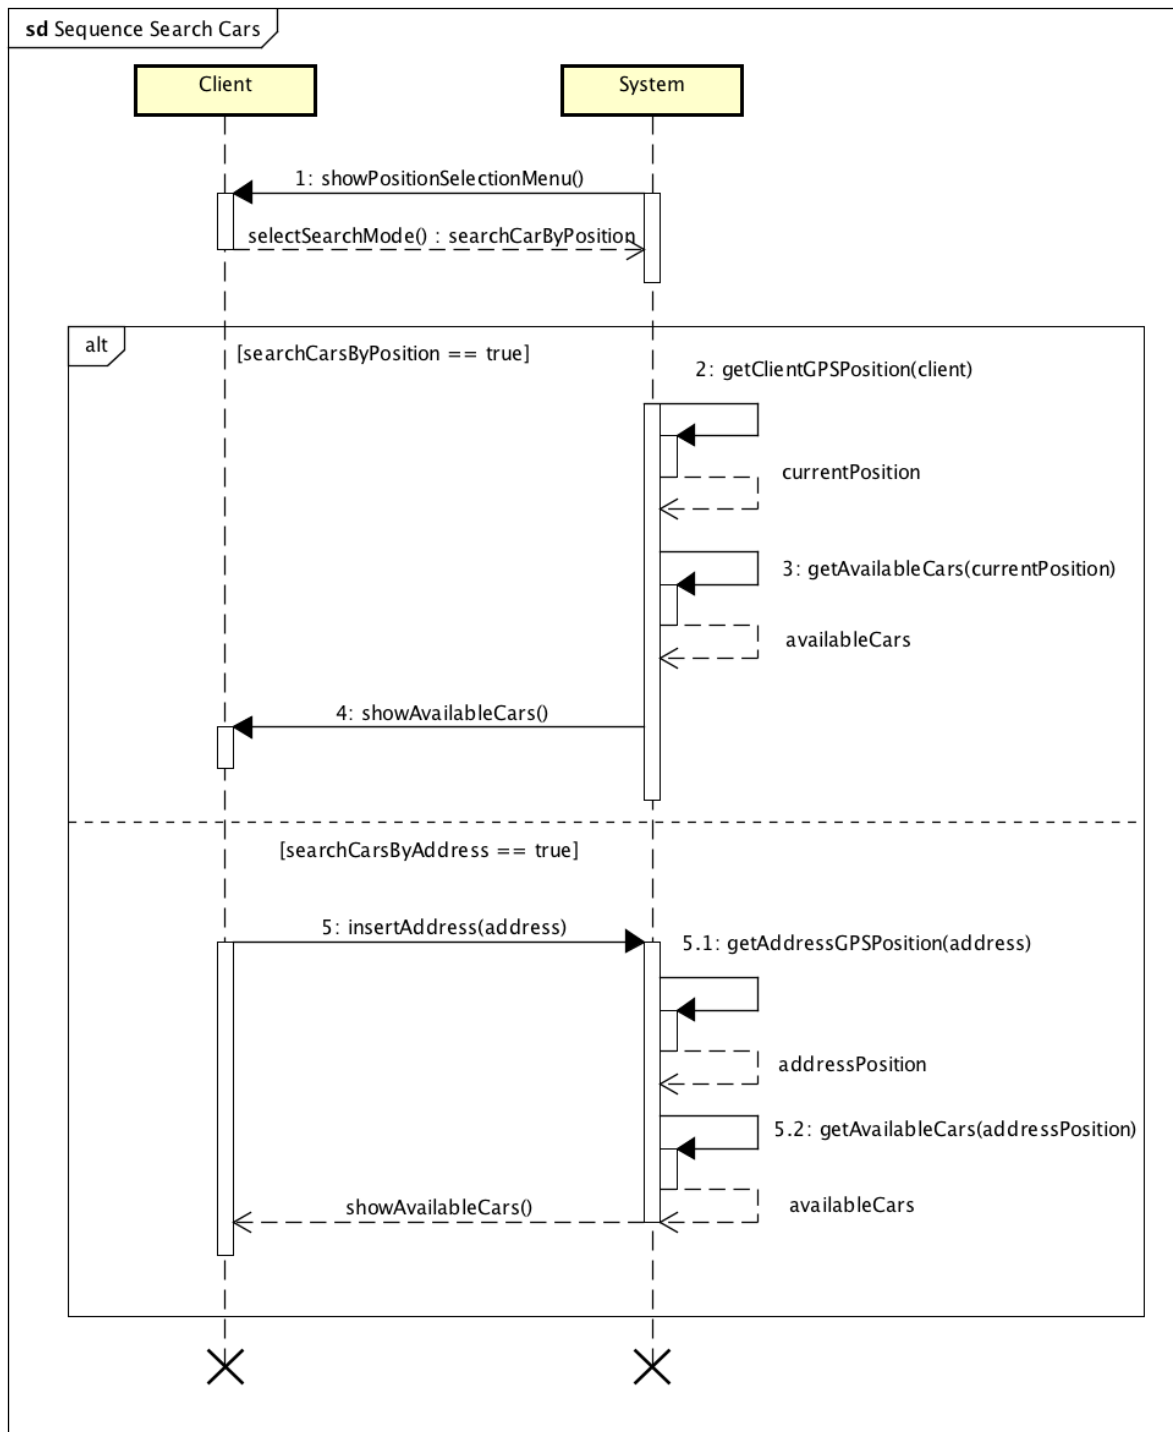 sd Sequence Search Cars
Client
System
1: showPositionSelectionMenu()
selectSearchMode() : searchCarByPosition
alt
[searchCarsByPosition == true]
2: getClientGPSPosition(client)
currentPosition
3: getAvailableCars(currentPosition)
availableCars
4: showAvailableCars()
[searchCarsByAddress == true]
5: insertAddress(address)
5.1: getAddressGPSPosition(address)
addressPosition
5.2: getAvailableCars(addressPosition)
availableCars
showAvailableCars()